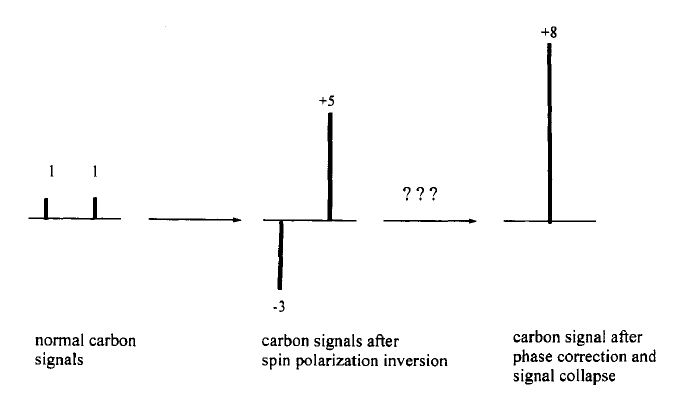 +8
+5
1 1
? ? ?
-3
normal carbon
signals
carbon signals after
spin polarization inversion
carbon signal after
phase correction and
signal collapse